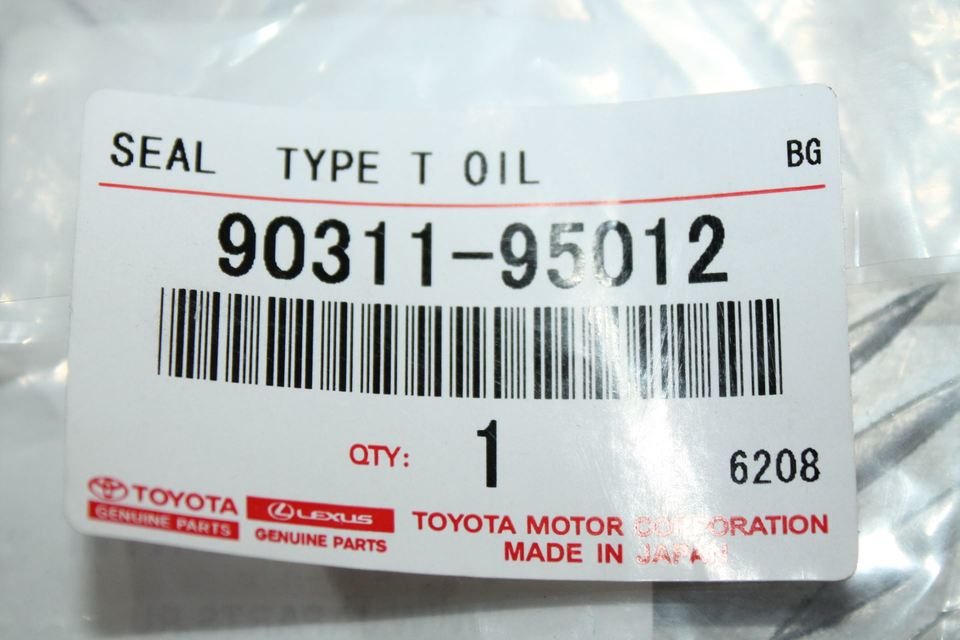 SEAL TYPE T OIL BG
90311-95012
QTY: 1
6208
TOYOTA
GENUINE PARTS
LEXUS
GENUINE PARTS
TOYOTA MOTOR CORPORATION
MADE IN JAPAN